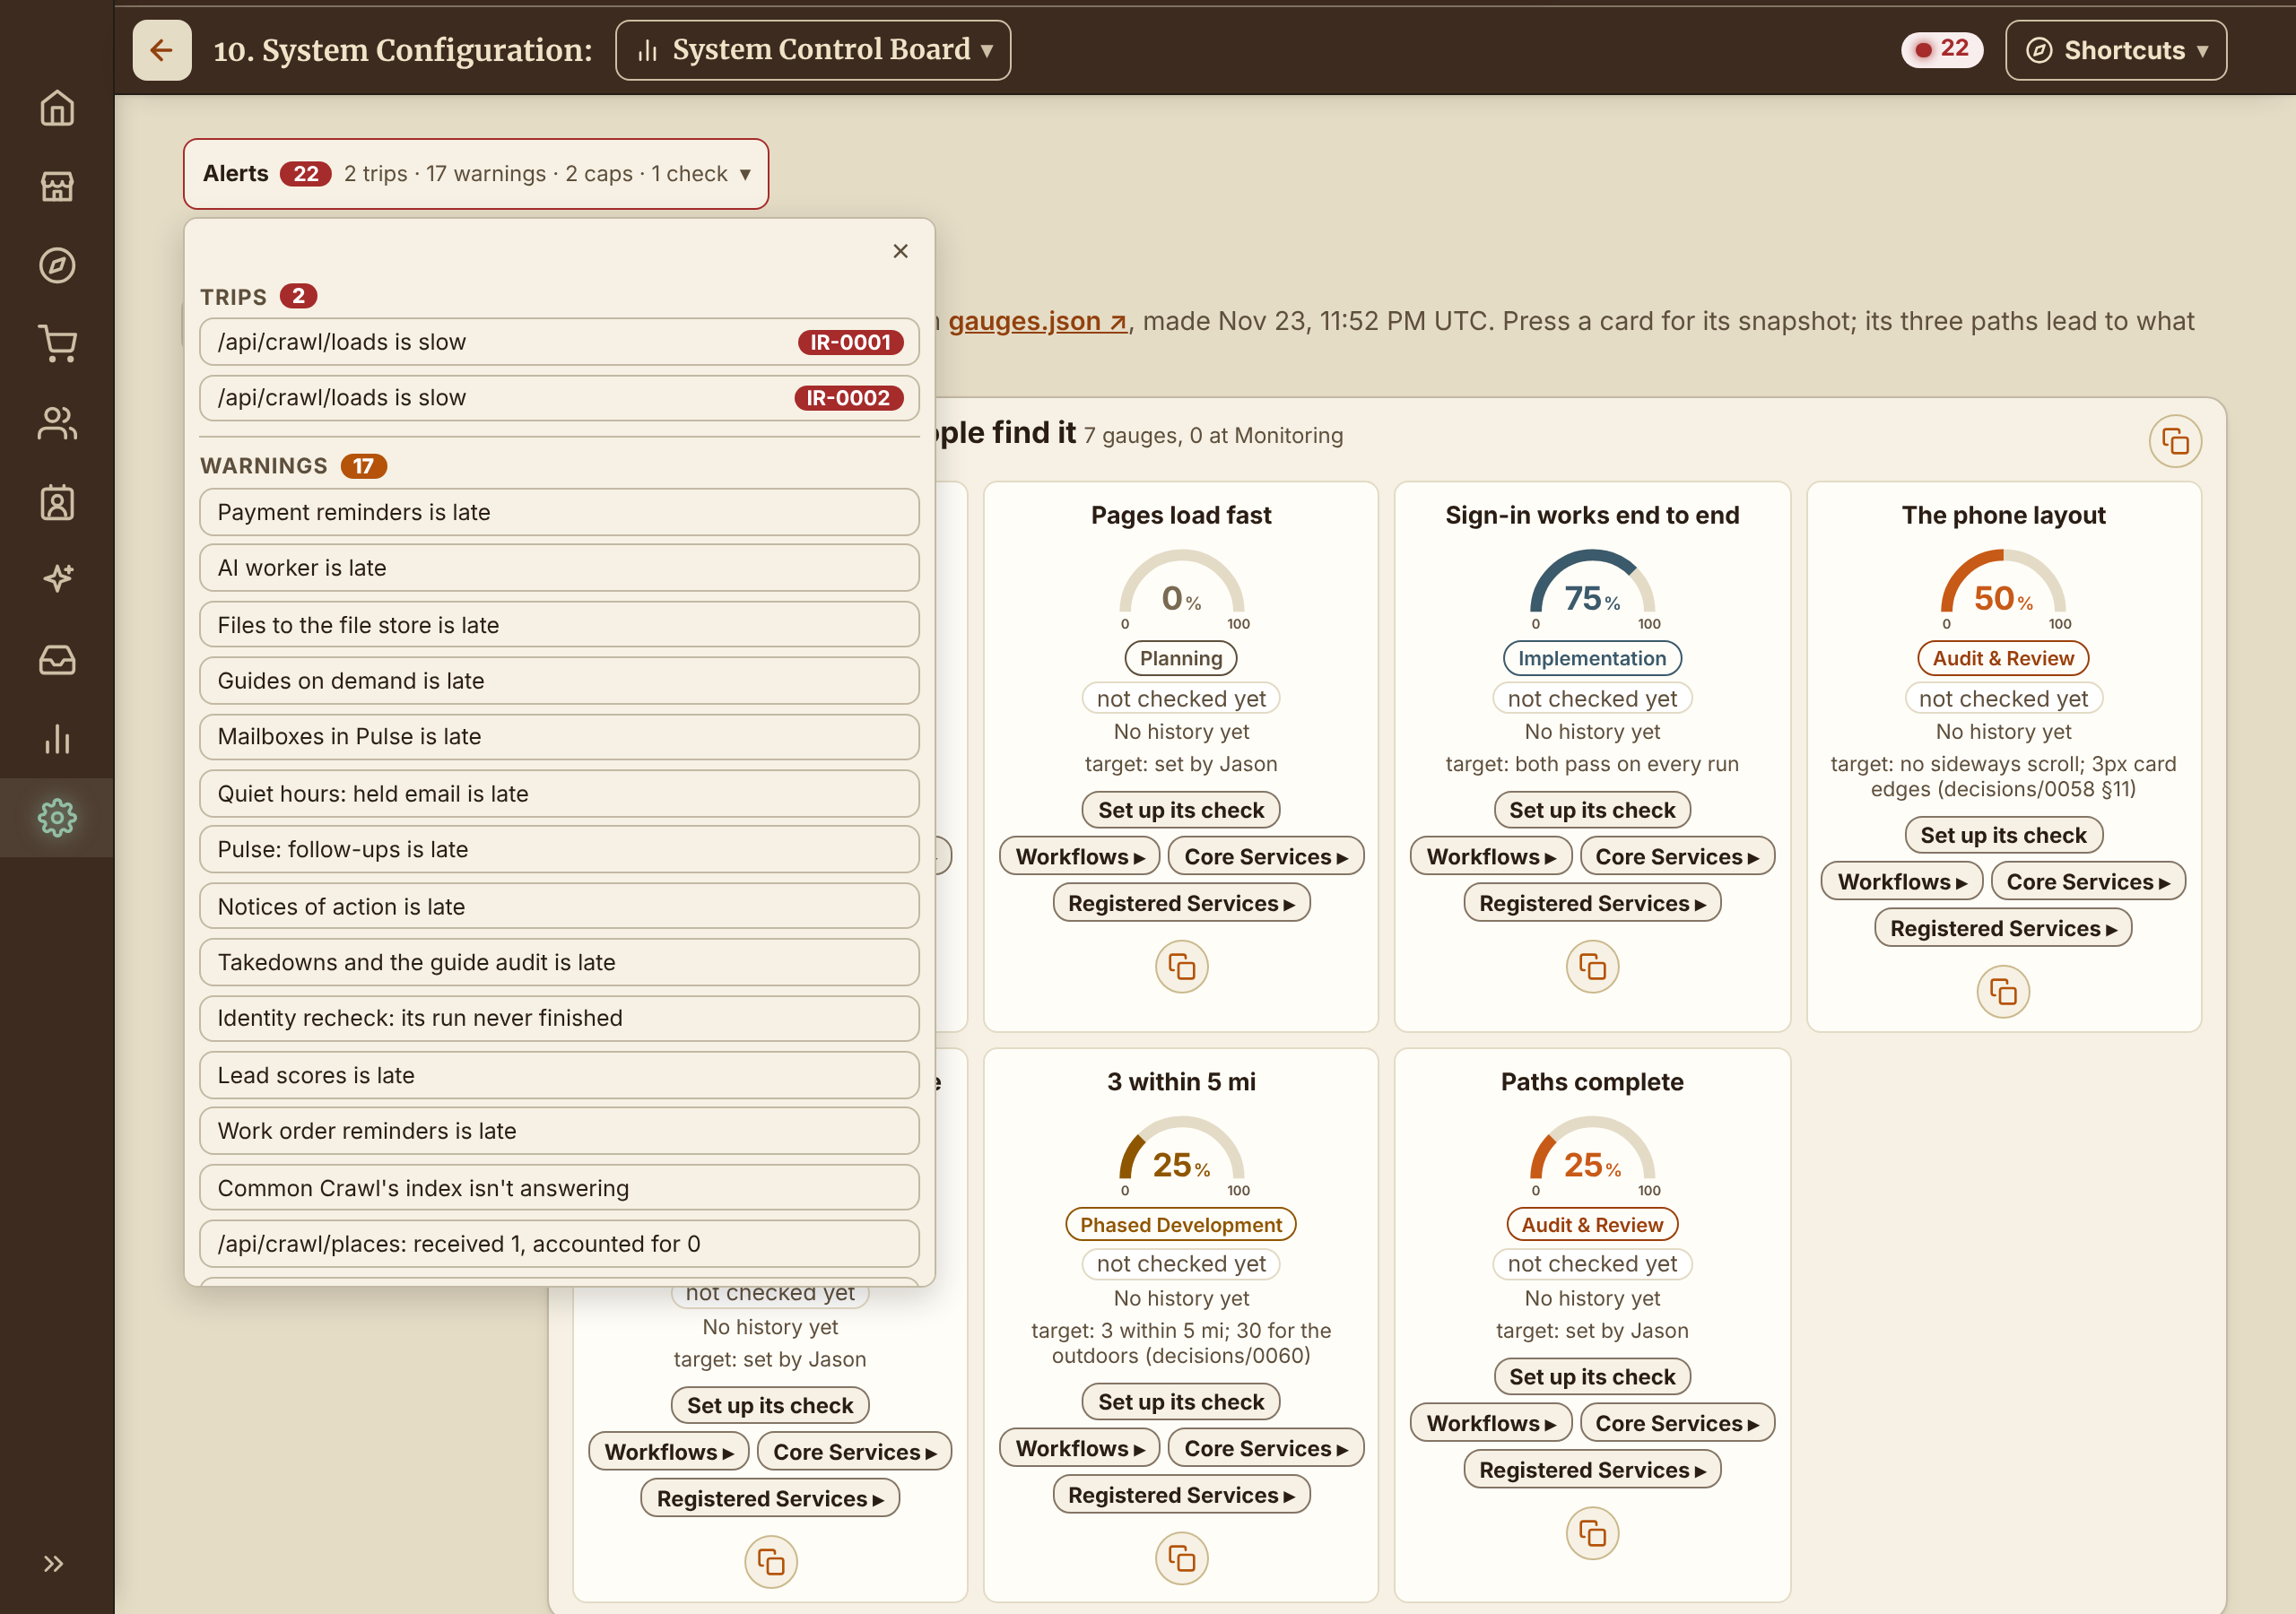 10. System Configuration:
System Control Board ▾
22
Shortcuts ▾
Alerts 22 2 trips · 17 warnings · 2 caps · 1 check ▾
×
TRIPS 2
/api/crawl/loads is slow IR-0001
/api/crawl/loads is slow IR-0002
WARNINGS 17
Payment reminders is late
AI worker is late
Files to the file store is late
Guides on demand is late
Mailboxes in Pulse is late
Quiet hours: held email is late
Pulse: follow-ups is late
Notices of action is late
Takedowns and the guide audit is late
Identity recheck: its run never finished
Lead scores is late
Work order reminders is late
Common Crawl's index isn't answering
/api/crawl/places: received 1, accounted for 0
gauges.json ↗, made Nov 23, 11:52 PM UTC. Press a card for its snapshot; its three paths lead to what
find it 7 gauges, 0 at Monitoring
Pages load fast
0%
0 100
Planning
not checked yet
No history yet
target: set by Jason
Set up its check
Workflows ▸ Core Services ▸
Registered Services ▸
Sign-in works end to end
75%
0 100
Implementation
not checked yet
No history yet
target: both pass on every run
Set up its check
Workflows ▸ Core Services ▸
Registered Services ▸
The phone layout
50%
0 100
Audit & Review
not checked yet
No history yet
target: no sideways scroll; 3px card
edges (decisions/0058 §11)
Set up its check
Workflows ▸ Core Services ▸
Registered Services ▸
not checked yet
No history yet
target: set by Jason
Set up its check
Workflows ▸ Core Services ▸
Registered Services ▸
3 within 5 mi
25%
0 100
Phased Development
not checked yet
No history yet
target: 3 within 5 mi; 30 for the
outdoors (decisions/0060)
Set up its check
Workflows ▸ Core Services ▸
Registered Services ▸
Paths complete
25%
0 100
Audit & Review
not checked yet
No history yet
target: set by Jason
Set up its check
Workflows ▸ Core Services ▸
Registered Services ▸